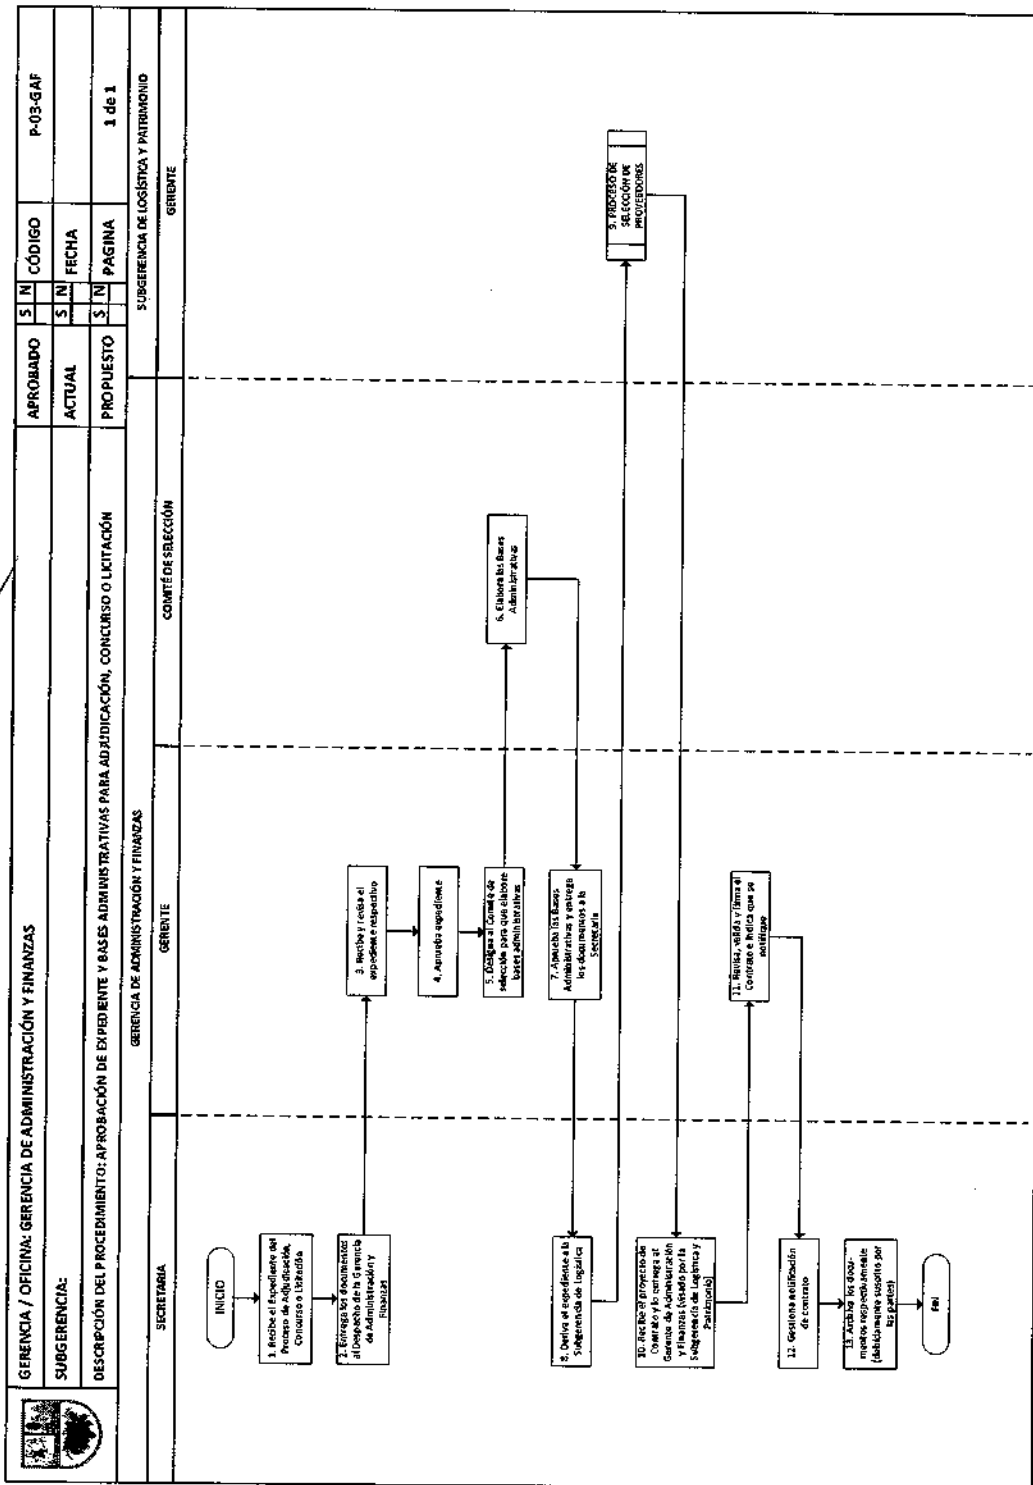 GERENCIA / OFICINA: GERENCIA DE ADMINISTRACIÓN Y FINANZAS
APROBADO
S N
CÓDIGO
P-03-GAF
SUBGERENCIA:
ACTUAL
S N
FECHA
DESCRIPCIÓN DEL PROCEDIMIENTO: APROBACIÓN DE EXPEDIENTE Y BASES ADMINISTRATIVAS PARA ADJUDICACIÓN, CONCURSO O LICITACIÓN
PROPUESTO
S N
PAGINA
1 de 1
GERENCIA DE ADMINISTRACIÓN Y FINANZAS
SUBGERENCIA DE LOGÍSTICA Y PATRIMONIO
SECRETARIA
GERENTE
COMITÉ DE SELECCIÓN
GERENTE
INICIO
1. Recibe el Expediente del
Proceso de Adjudicación,
Concurso o Licitación
2. Entrega los documentos
al Despacho de la Gerencia
de Administración y
Finanzas
3. Recibe y revisa el
expediente respectivo
4. Aprueba expediente
5. Designa al Comité de
selección para que elabore
bases administrativas
6. Elabora las Bases
Administrativas
7. Aprueba las Bases
Administrativas y entrega
los documentos a la
Secretaria
8. Deriva el expediente a la
Subgerencia de Logística
9. PROCESO DE
SELECCIÓN DE
PROVEEDORES
10. Recibe el proyecto de
Contrato y lo entrega al
Gerente de Administración
y Finanzas (visado por la
Subgerencia de Logística y
Patrimonio)
11. Revisa, valida y firma el
Contrato e indica que se
notifique
12. Gestiona notificación
de contrato
13. Archiva los docu-
mentos respectivamente
(debidamente suscrito por
las partes)
FIN